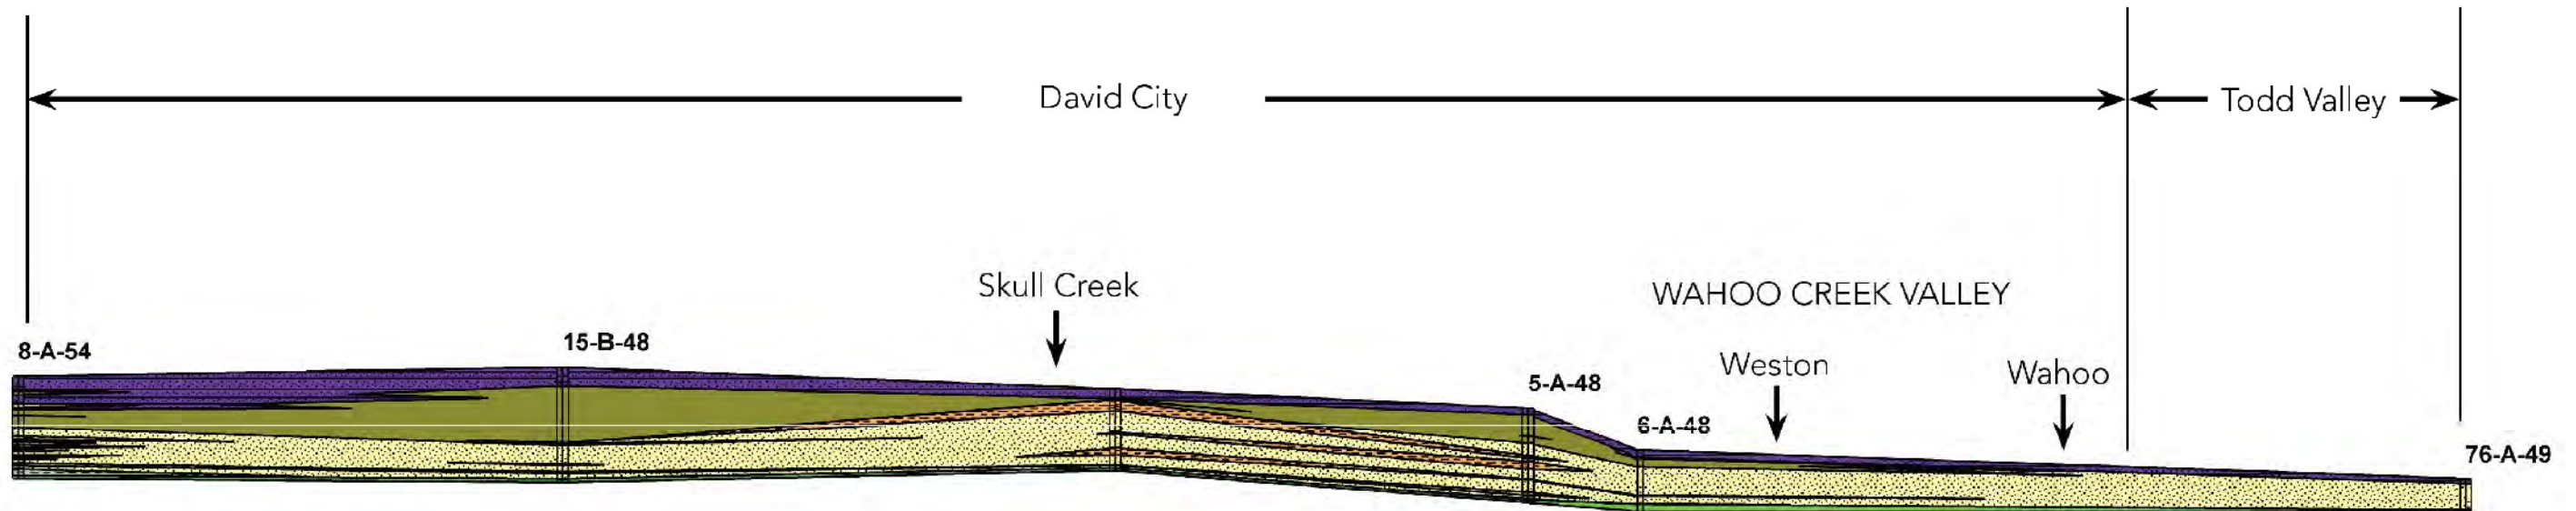 David City
Todd Valley
Skull Creek
WAHOO CREEK VALLEY
Weston
Wahoo
8-A-54
15-B-48
5-A-48
6-A-48
76-A-49